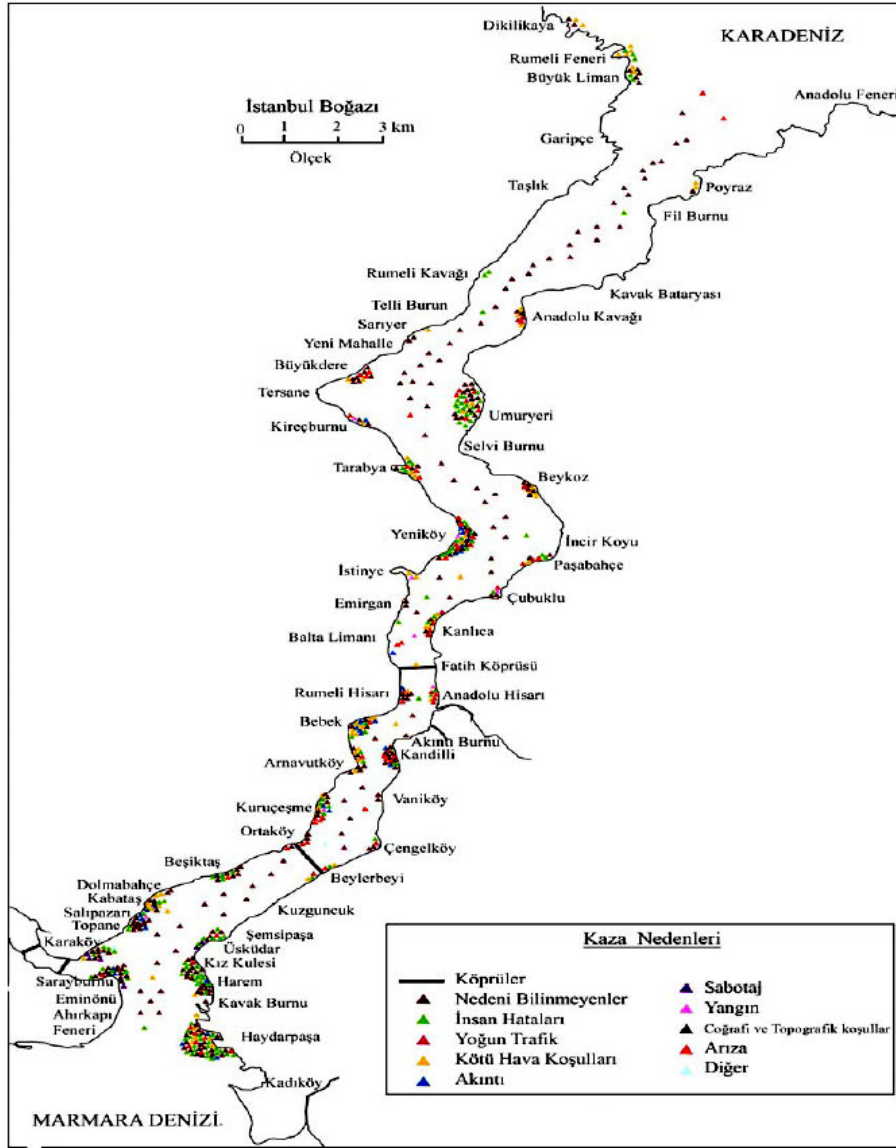 Dikilikaya
KARADENİZ
Rumeli Feneri
Büyük Liman
Anadolu Feneri
İstanbul Boğazı
0 1 2 3 km
Ölçek
Garipçe
Taşlık
Poyraz
Fil Burnu
Rumeli Kavağı
Kavak Bataryası
Telli Burun
Anadolu Kavağı
Sarıyer
Yeni Mahalle
Büyükdere
Tersane
Umuryeri
Kireçburnu
Selvi Burnu
Tarabya
Beykoz
Yeniköy
İncir Koyu
Paşabahçe
İstinye
Çubuklu
Emirgan
Kanlıca
Balta Limanı
Fatih Köprüsü
Rumeli Hisarı
Anadolu Hisarı
Bebek
Akıntı Burnu
Kandilli
Arnavutköy
Vaniköy
Kuruçeşme
Ortaköy
Çengelköy
Beşiktaş
Beylerbeyi
Dolmabahçe
Kabataş
Salıpazarı
Topane
Kuzguncuk
Karaköy
Şemsipaşa
Üsküdar
Kız Kulesi
Sarayburnu
Harem
Eminönü
Kavak Burnu
Ahırkapı
Feneri
Haydarpaşa
Kadıköy
MARMARA DENİZİ.
Kaza Nedenleri
Köprüler
Nedeni Bilinmeyenler
İnsan Hataları
Yoğun Trafik
Kötü Hava Koşulları
Akıntı
Sabotaj
Yangın
Coğrafi ve Topografik koşullar
Arıza
Diğer